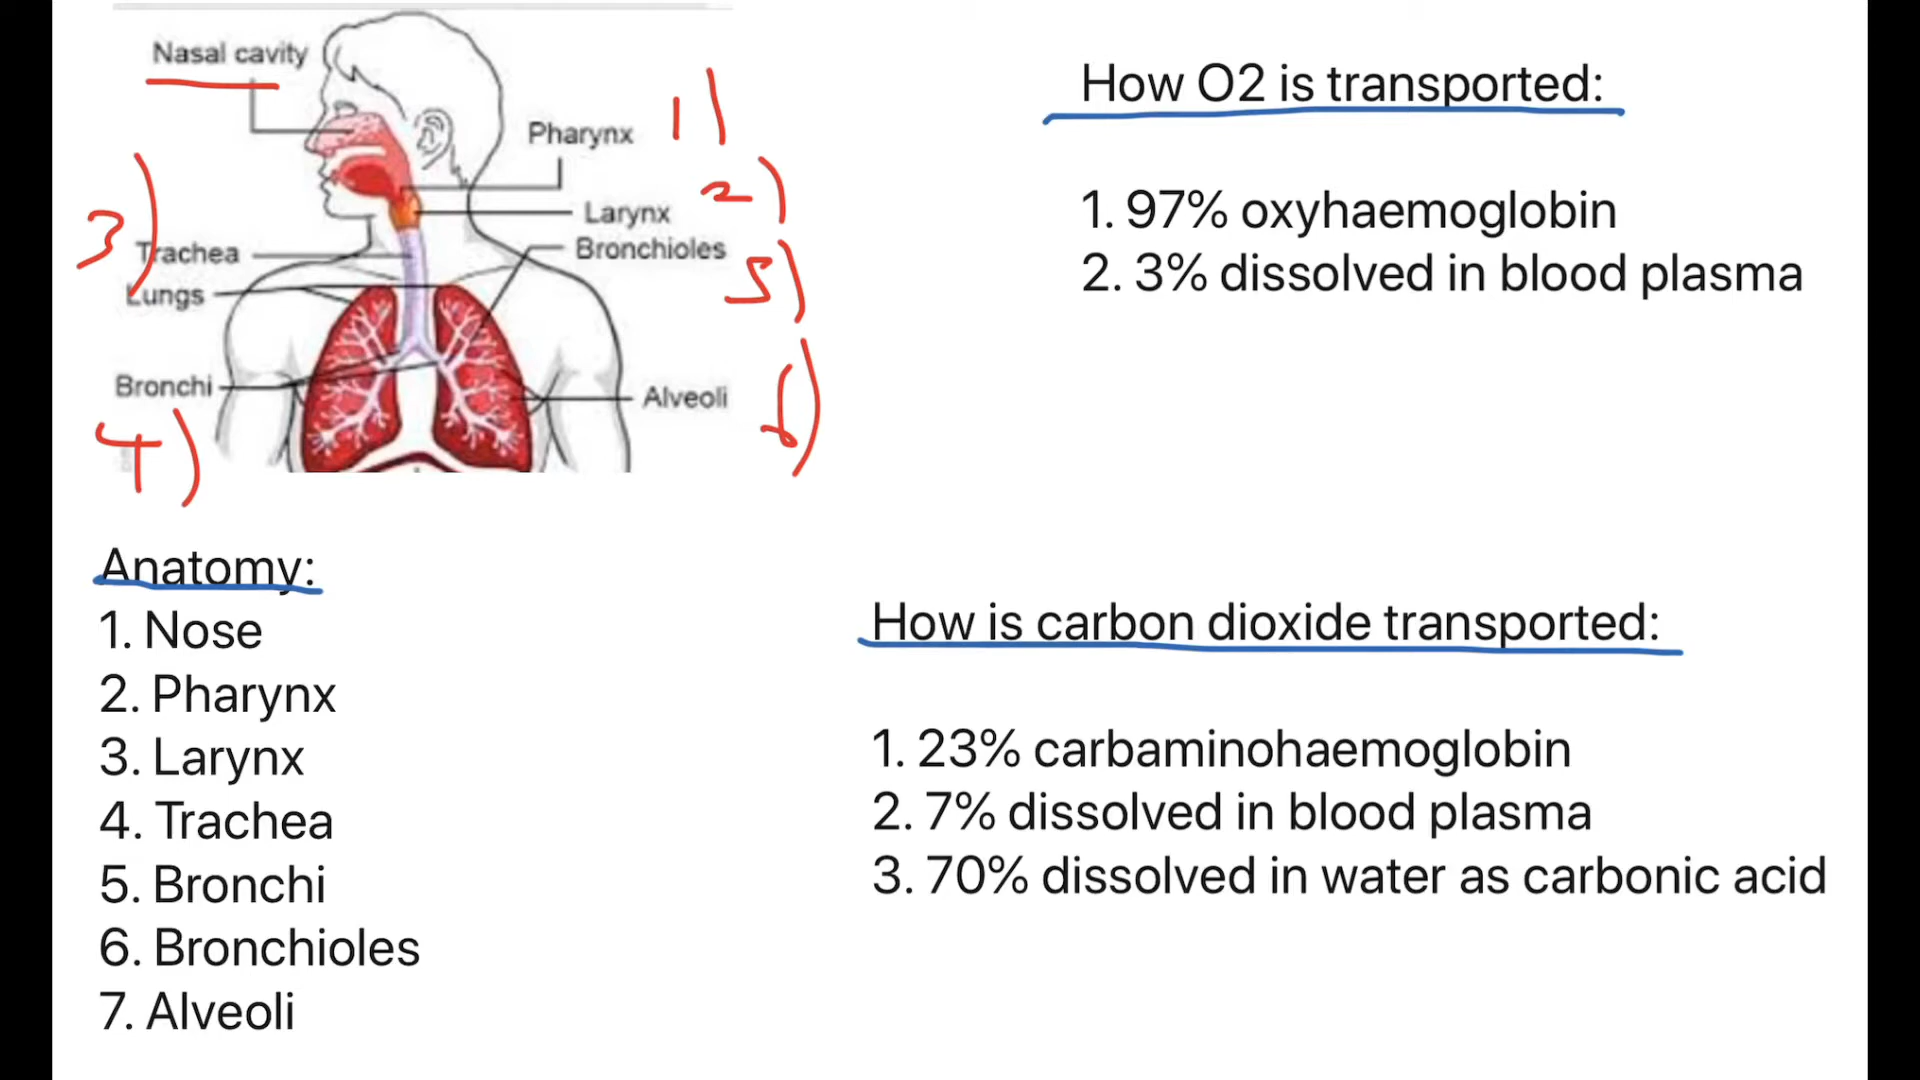 Nasal cavity
Pharynx 1)
Larynx 2)
3) Trachea
Bronchioles 5)
Lungs
Bronchi
4)
Alveoli 6)
Anatomy:
1. Nose
2. Pharynx
3. Larynx
4. Trachea
5. Bronchi
6. Bronchioles
7. Alveoli
How O2 is transported:
1. 97% oxyhaemoglobin
2. 3% dissolved in blood plasma
How is carbon dioxide transported:
1. 23% carbaminohaemoglobin
2. 7% dissolved in blood plasma
3. 70% dissolved in water as carbonic acid